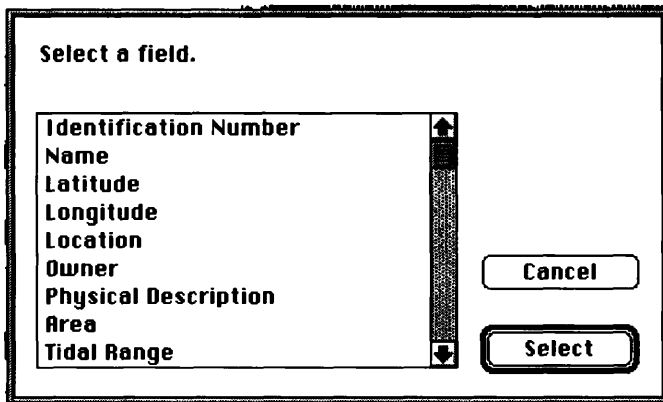 Select a field.
Identification Number
Name
Latitude
Longitude
Location
Owner
Physical Description
Area
Tidal Range
Cancel
Select